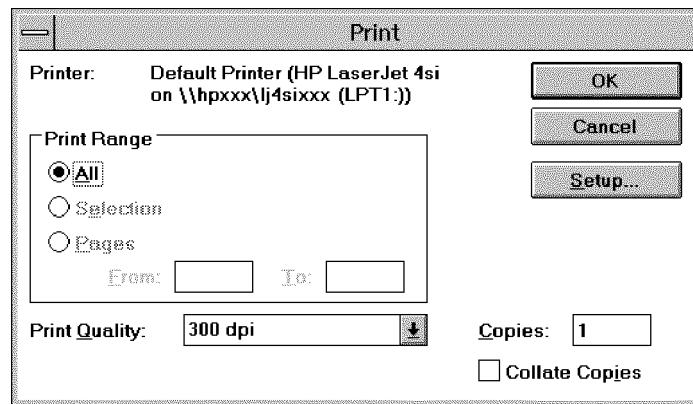 Print
Printer: Default Printer (HP LaserJet 4si
on \\hpxxx\lj4sixxx (LPT1:))
OK
Cancel
Setup...
Print Range
All
Selection
Pages
From: To:
Print Quality: 300 dpi
Copies: 1
Collate Copies